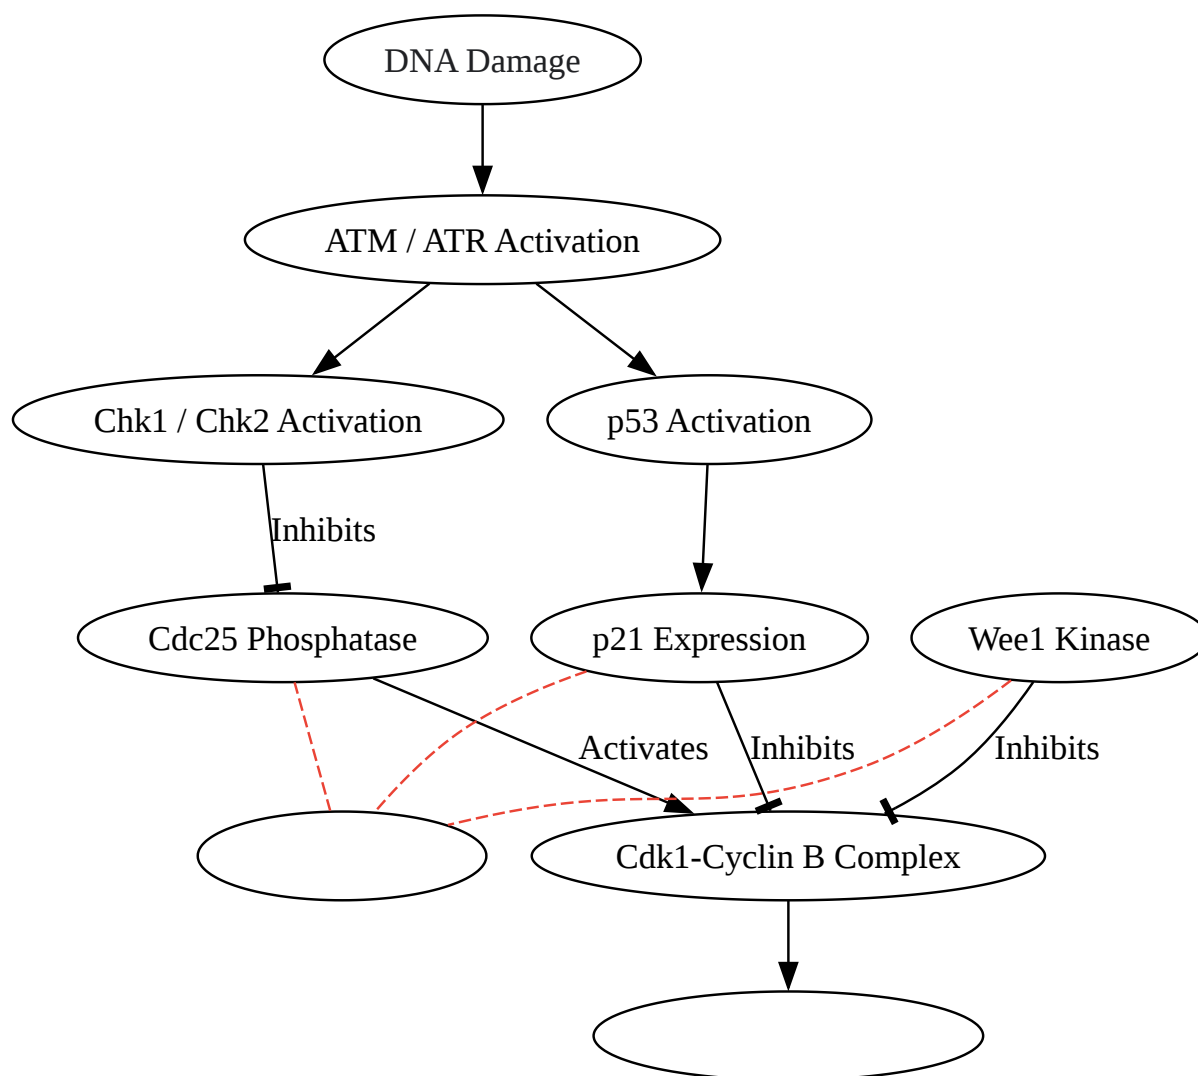 DNA Damage
ATM / ATR Activation
Chk1 / Chk2 Activation
p53 Activation
Inhibits
Cdc25 Phosphatase
p21 Expression
Wee1 Kinase
Activates
Inhibits
Inhibits
Cdk1-Cyclin B Complex